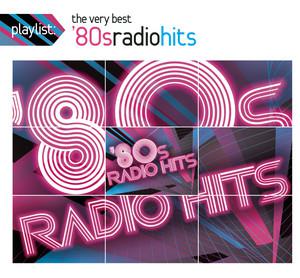 playlist:
the very best
'80sradiohits
'80s
'80s
RADIO HITS
RADIO HITS